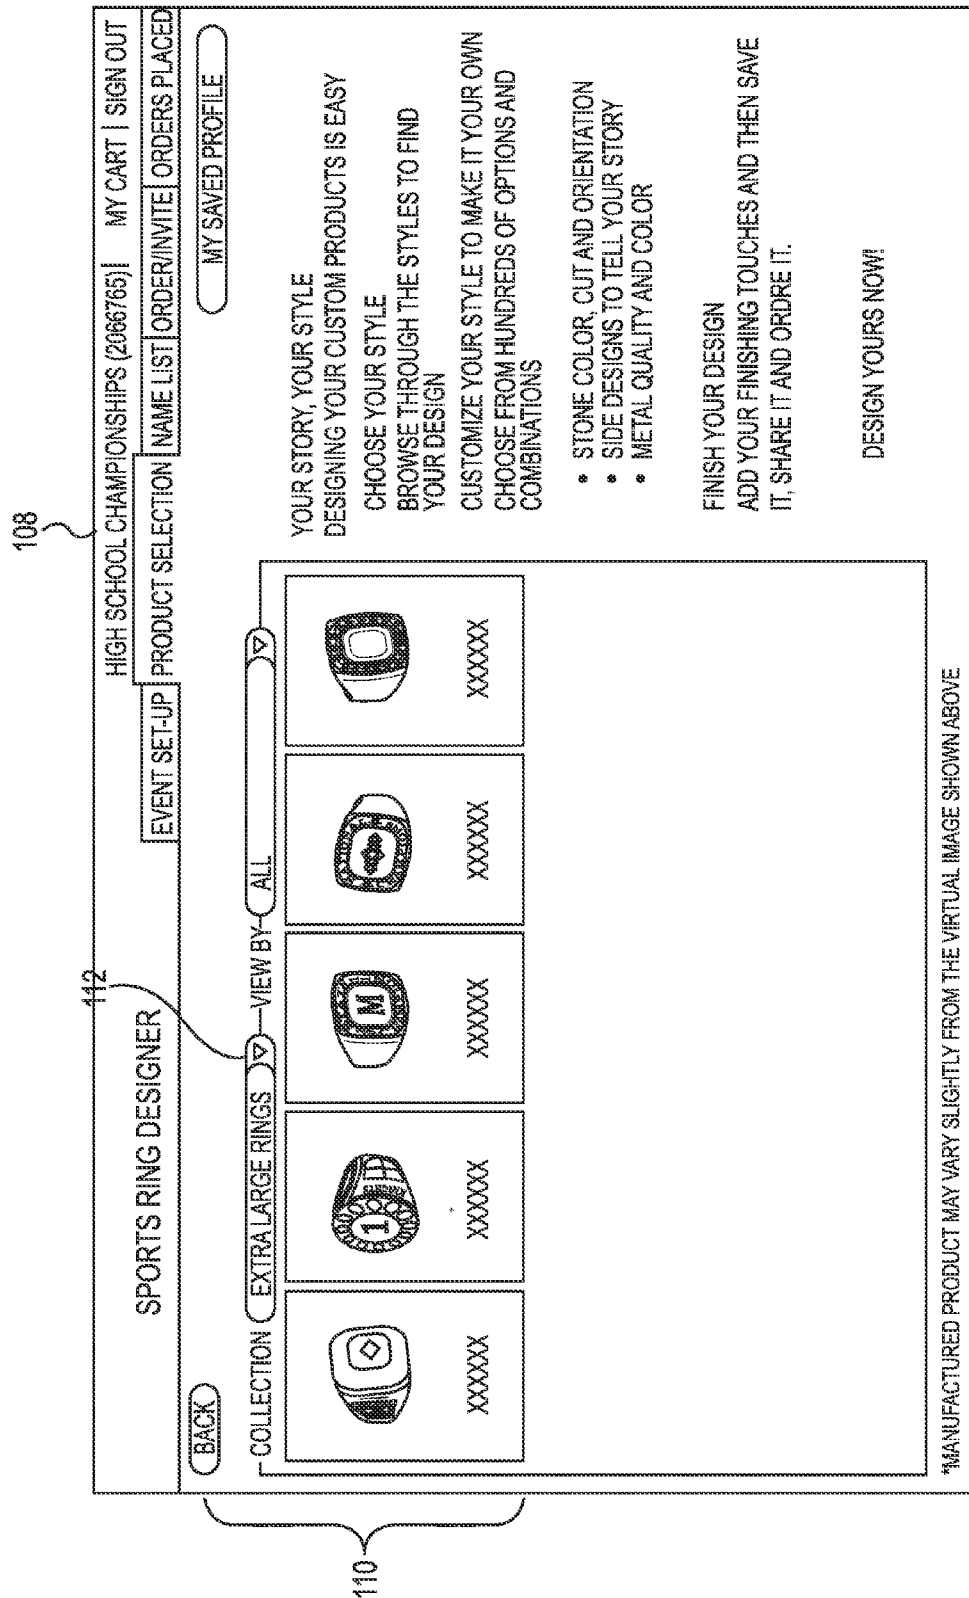 108
HIGH SCHOOL CHAMPIONSHIPS (2066765) | MY CART | SIGN OUT
SPORTS RING DESIGNER
EVENT SET-UP PRODUCT SELECTION NAME LIST ORDER/INVITE ORDERS PLACED
BACK
MY SAVED PROFILE
112
COLLECTION EXTRA LARGE RINGS VIEW BY ALL
110
1
M
XXXXXX XXXXXX XXXXXX XXXXXX XXXXXX
YOUR STORY, YOUR STYLE
DESIGNING YOUR CUSTOM PRODUCTS IS EASY
CHOOSE YOUR STYLE
BROWSE THROUGH THE STYLES TO FIND
YOUR DESIGN
CUSTOMIZE YOUR STYLE TO MAKE IT YOUR OWN
CHOOSE FROM HUNDREDS OF OPTIONS AND
COMBINATIONS
• STONE COLOR, CUT AND ORIENTATION
• SIDE DESIGNS TO TELL YOUR STORY
• METAL QUALITY AND COLOR
FINISH YOUR DESIGN
ADD YOUR FINISHING TOUCHES AND THEN SAVE
IT, SHARE IT AND ORDRE IT.
DESIGN YOURS NOW!
*MANUFACTURED PRODUCT MAY VARY SLIGHTLY FROM THE VIRTUAL IMAGE SHOWN ABOVE